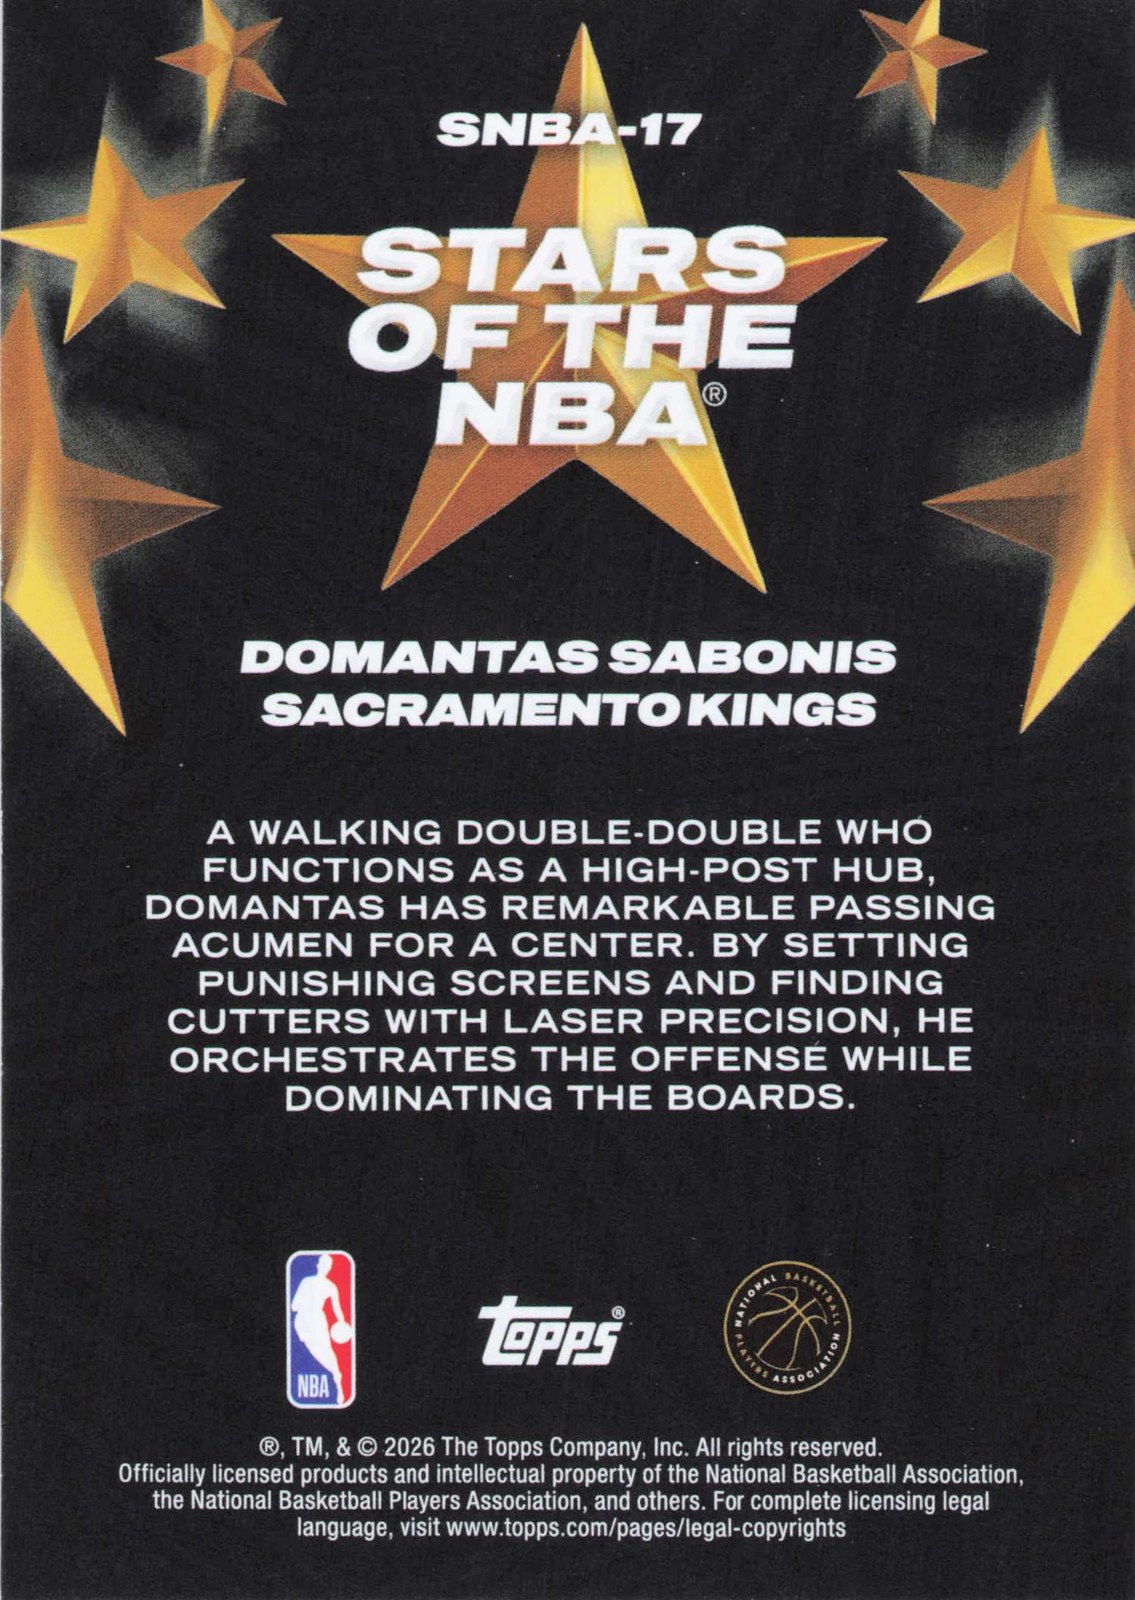 SNBA-17
STARS
OF THE
NBA®
DOMANTAS SABONIS
SACRAMENTO KINGS
A WALKING DOUBLE-DOUBLE WHO
FUNCTIONS AS A HIGH-POST HUB,
DOMANTAS HAS REMARKABLE PASSING
ACUMEN FOR A CENTER. BY SETTING
PUNISHING SCREENS AND FINDING
CUTTERS WITH LASER PRECISION, HE
ORCHESTRATES THE OFFENSE WHILE
DOMINATING THE BOARDS.
NBA
Topps®
NATIONAL BASKETBALL PLAYERS ASSOCIATION
®, TM, & © 2026 The Topps Company, Inc. All rights reserved.
Officially licensed products and intellectual property of the National Basketball Association,
the National Basketball Players Association, and others. For complete licensing legal
language, visit www.topps.com/pages/legal-copyrights